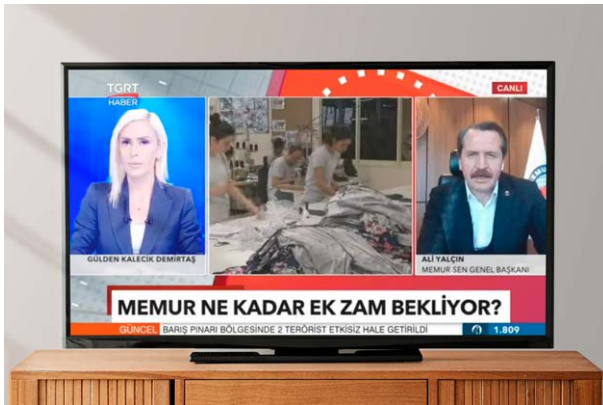 TGRT
HABER
CANLI
GÜLDEN KALECİK DEMİRTAŞ
ALİ YALÇIN
MEMUR-SEN GENEL BAŞKANI
MEMUR NE KADAR EK ZAM BEKLİYOR?
GÜNCEL BARIŞ PINARI BÖLGESİNDE 2 TERÖRİST ETKİSİZ HALE GETİRİLDİ 1.809